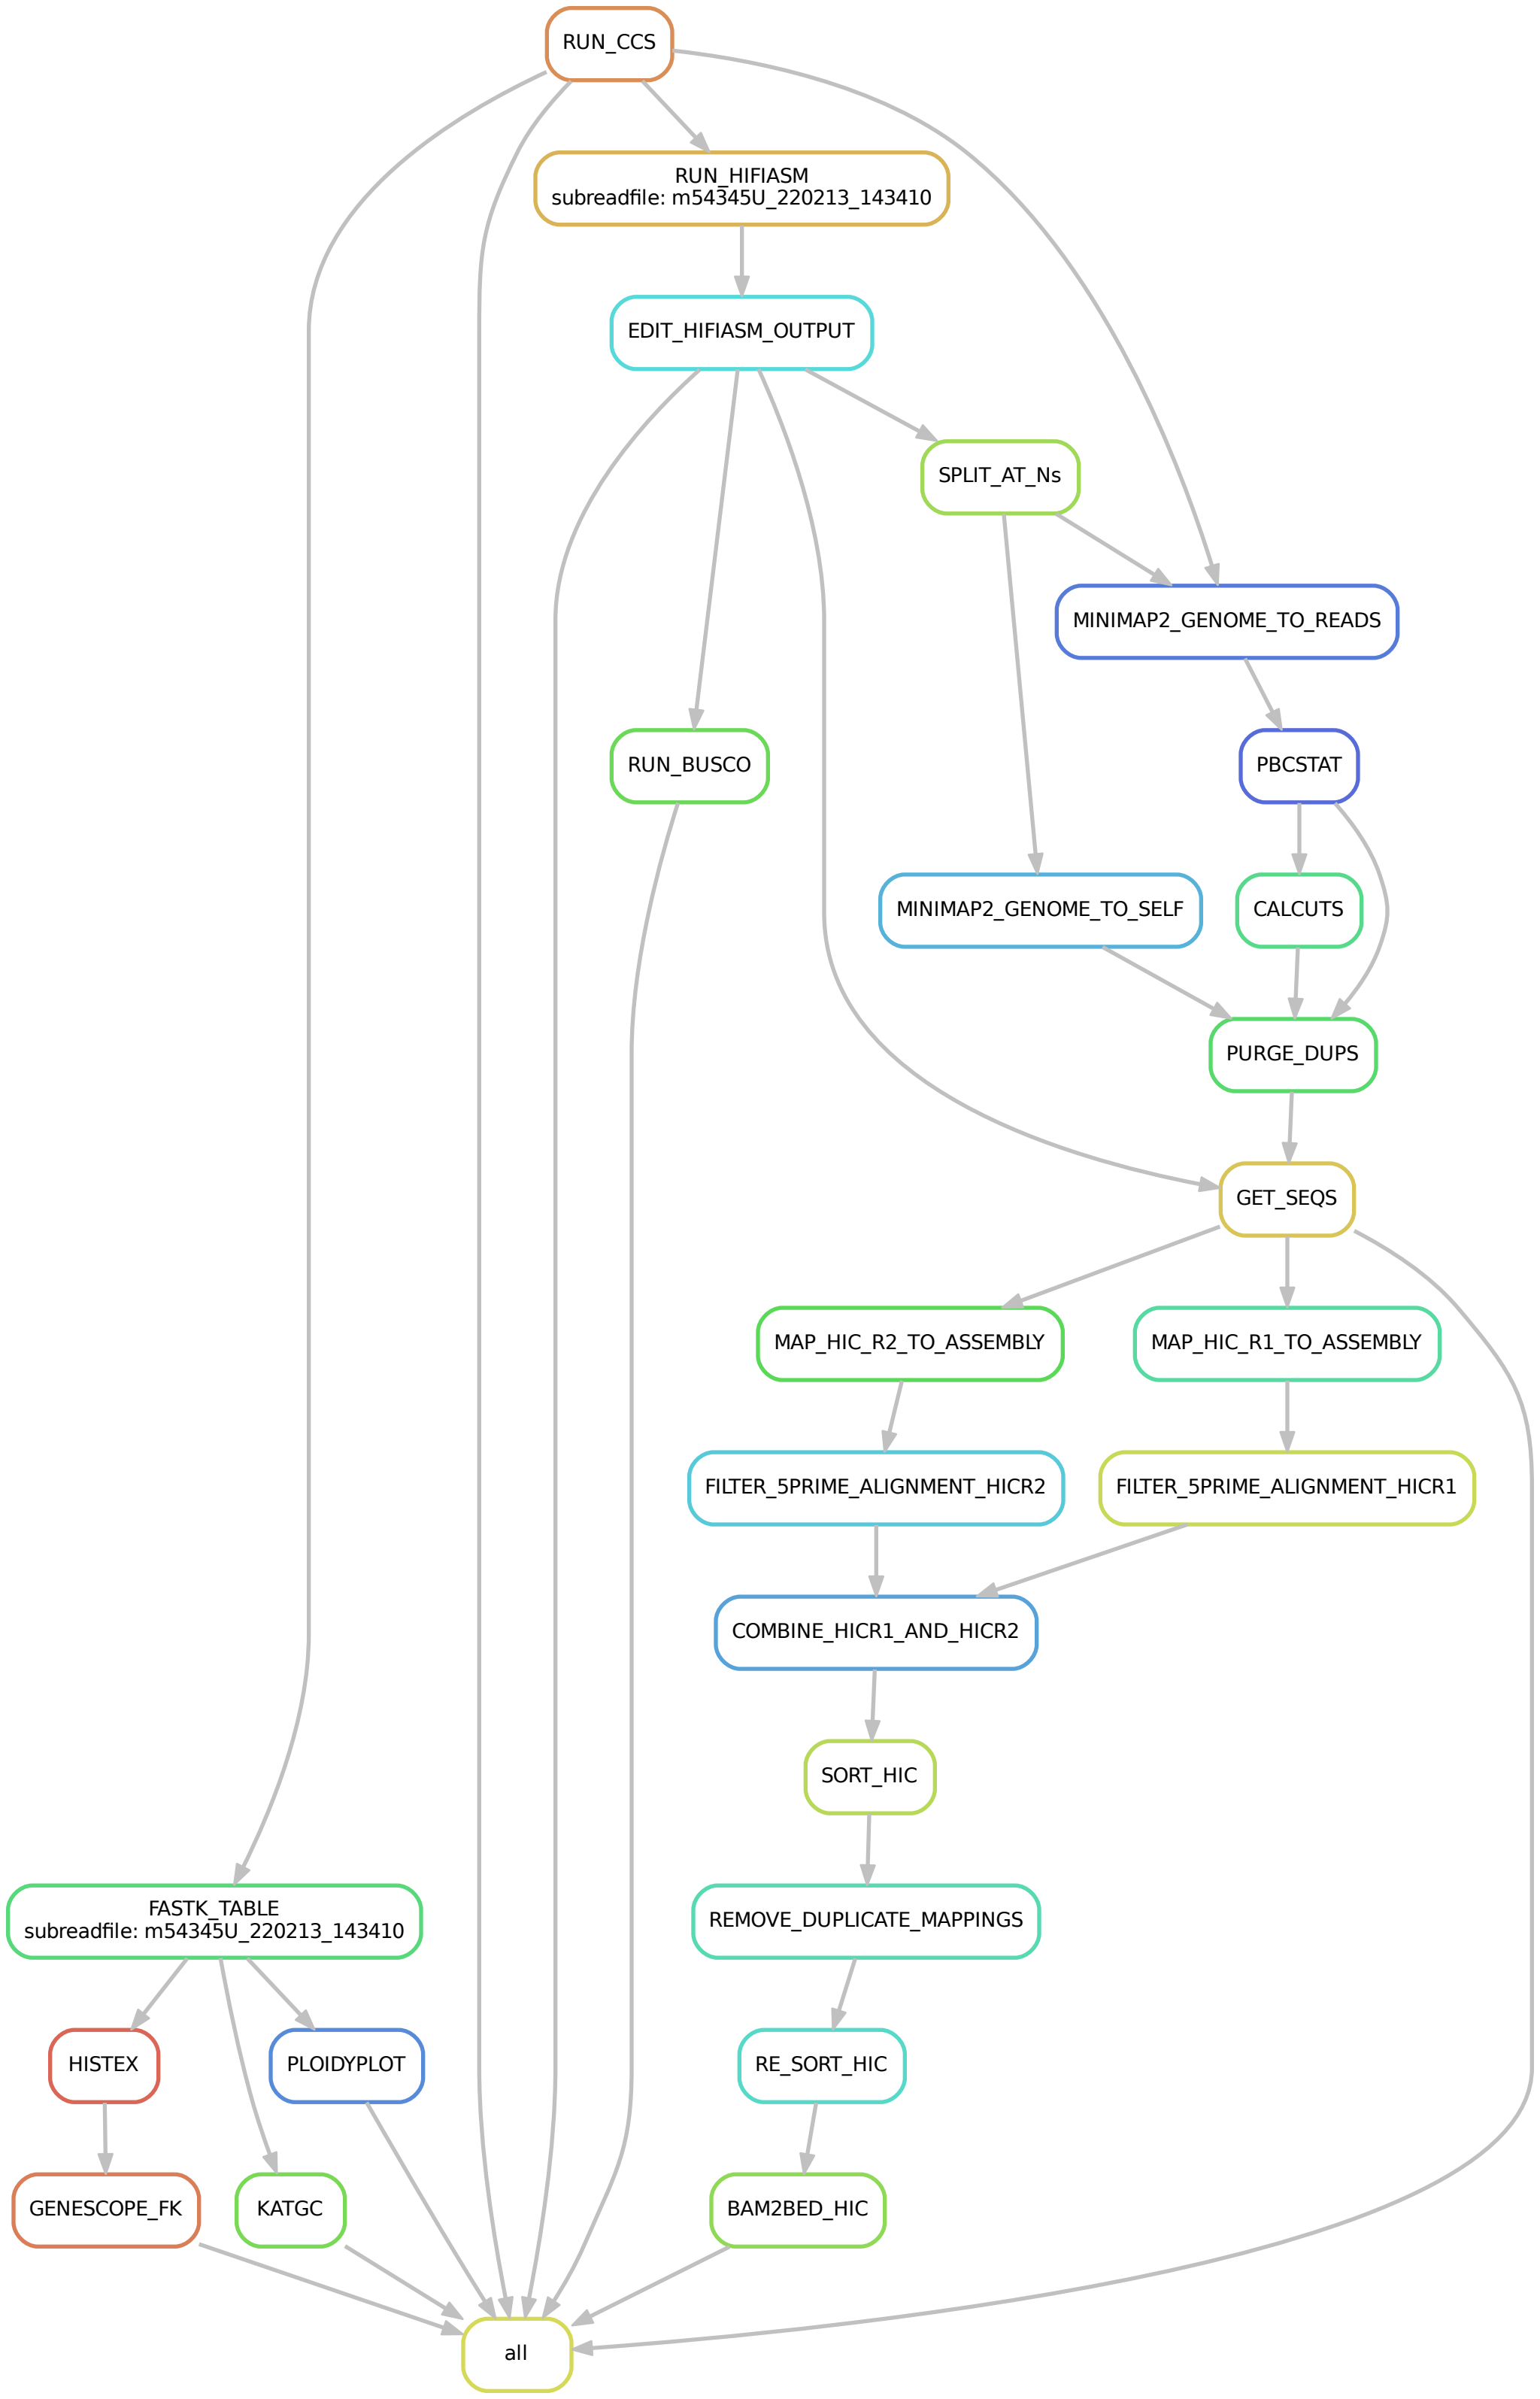 RUN_CCS
RUN_HIFIASM
subreadfile: m54345U_220213_143410
EDIT_HIFIASM_OUTPUT
SPLIT_AT_Ns
MINIMAP2_GENOME_TO_READS
RUN_BUSCO
PBCSTAT
MINIMAP2_GENOME_TO_SELF
CALCUTS
PURGE_DUPS
GET_SEQS
MAP_HIC_R2_TO_ASSEMBLY
MAP_HIC_R1_TO_ASSEMBLY
FILTER_5PRIME_ALIGNMENT_HICR2
FILTER_5PRIME_ALIGNMENT_HICR1
COMBINE_HICR1_AND_HICR2
SORT_HIC
FASTK_TABLE
subreadfile: m54345U_220213_143410
REMOVE_DUPLICATE_MAPPINGS
HISTEX
PLOIDYPLOT
RE_SORT_HIC
GENESCOPE_FK
KATGC
BAM2BED_HIC
all